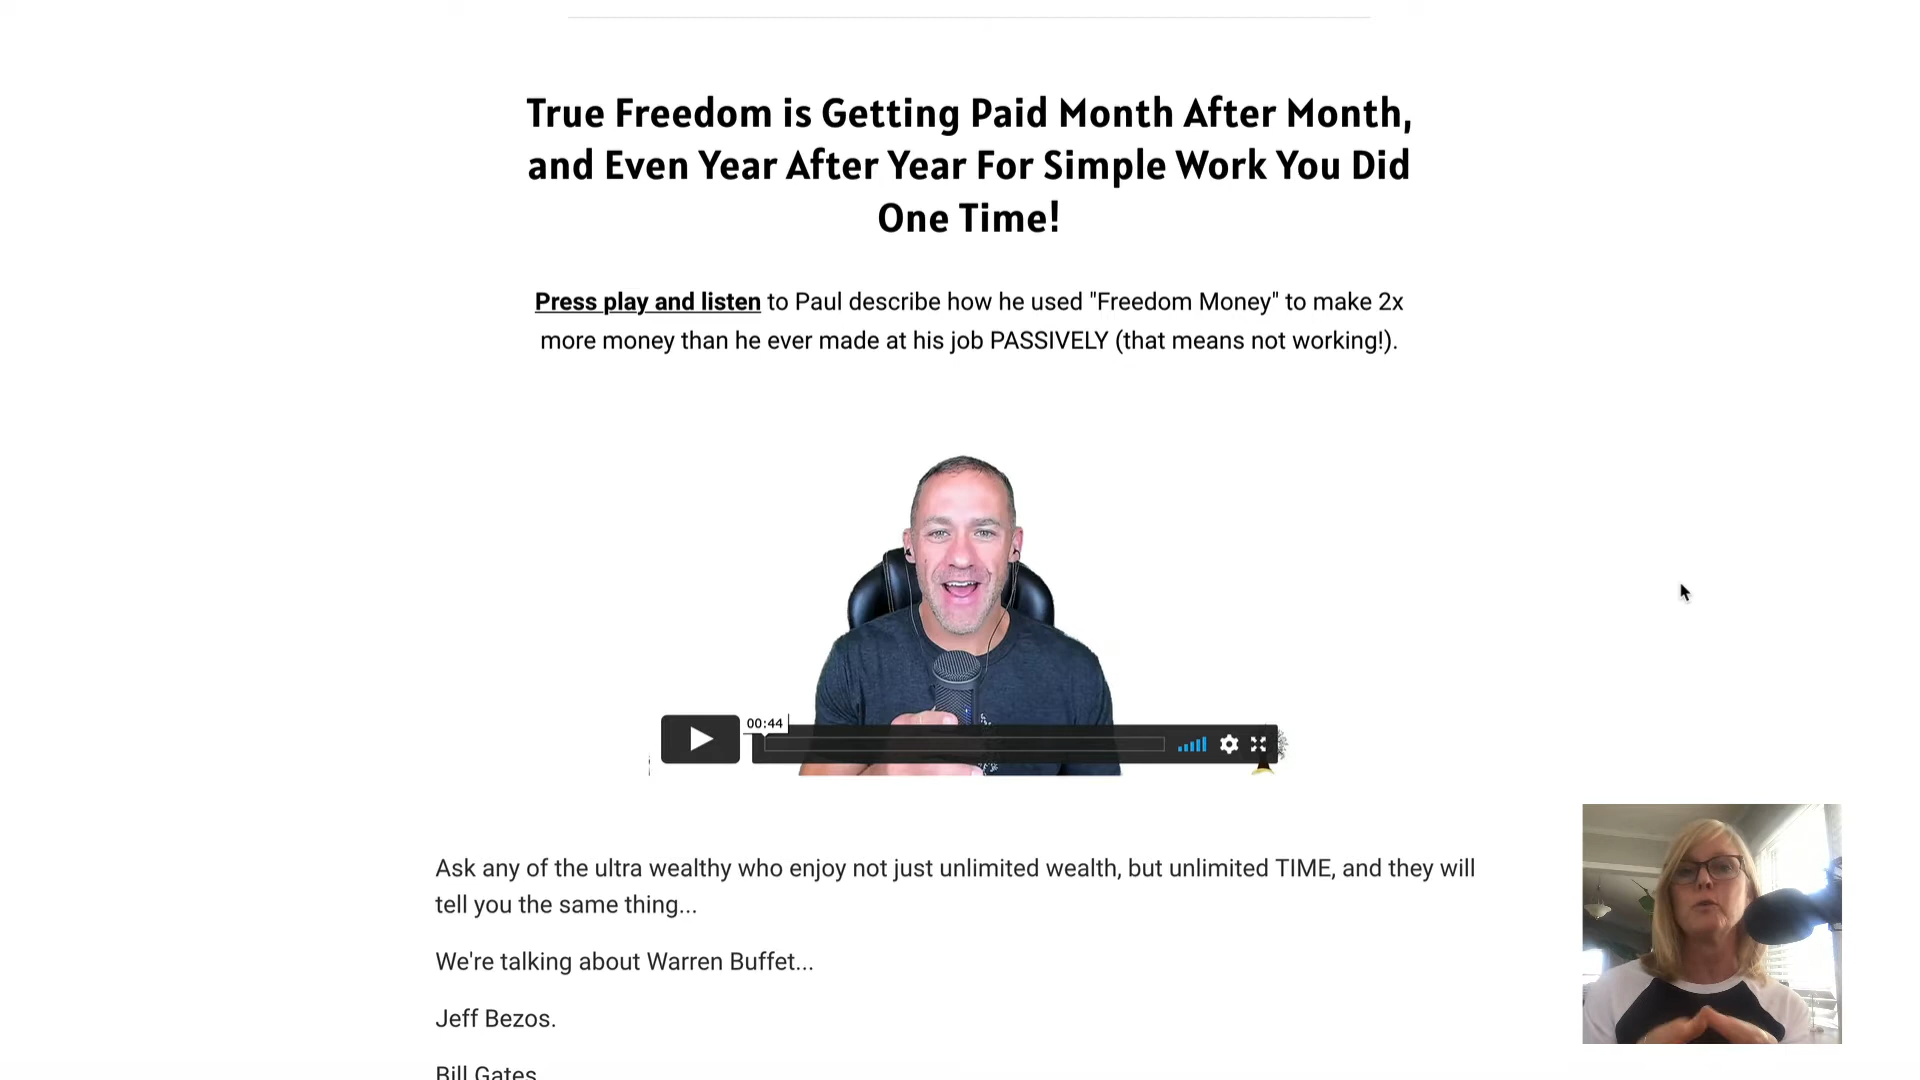 True Freedom is Getting Paid Month After Month,
and Even Year After Year For Simple Work You Did
One Time!
Press play and listen to Paul describe how he used "Freedom Money" to make 2x
more money than he ever made at his job PASSIVELY (that means not working!).
00:44
Ask any of the ultra wealthy who enjoy not just unlimited wealth, but unlimited TIME, and they will
tell you the same thing...
We're talking about Warren Buffet...
Jeff Bezos.
Bill Gates